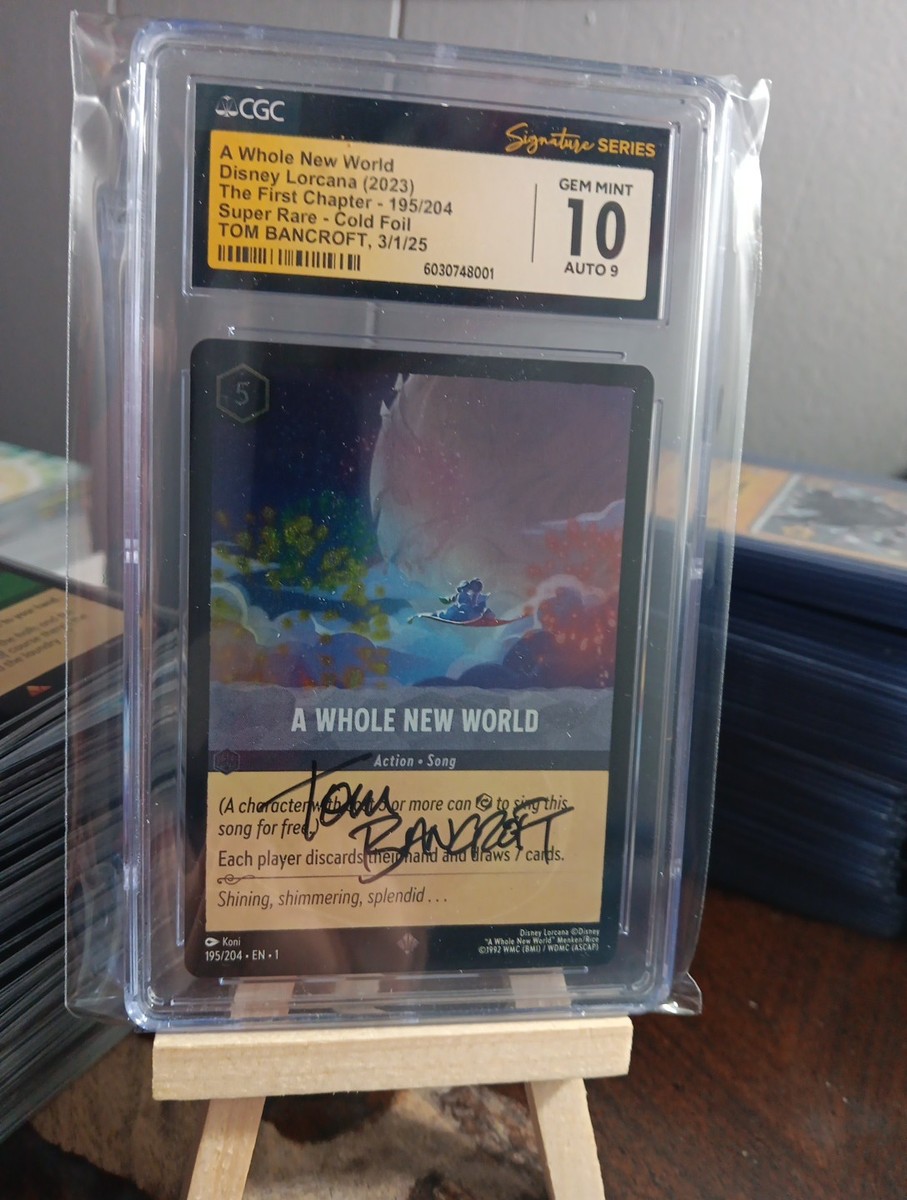 CGC
Signature SERIES
A Whole New World
Disney Lorcana (2023)
The First Chapter - 195/204
Super Rare - Cold Foil
TOM BANCROFT, 3/1/25
6030748001
GEM MINT
10
AUTO 9
5
A WHOLE NEW WORLD
Action • Song
(A character with cost 5 or more can to sing this
song for free.)
Tom
BANCROFT
Each player discards their hand and draws 7 cards.
Shining, shimmering, splendid . . .
Koni
195/204 • EN • 1
Disney Lorcana ©Disney
"A Whole New World" Menken/Rice
©1992 WMC (BMI) / WDMC (ASCAP)